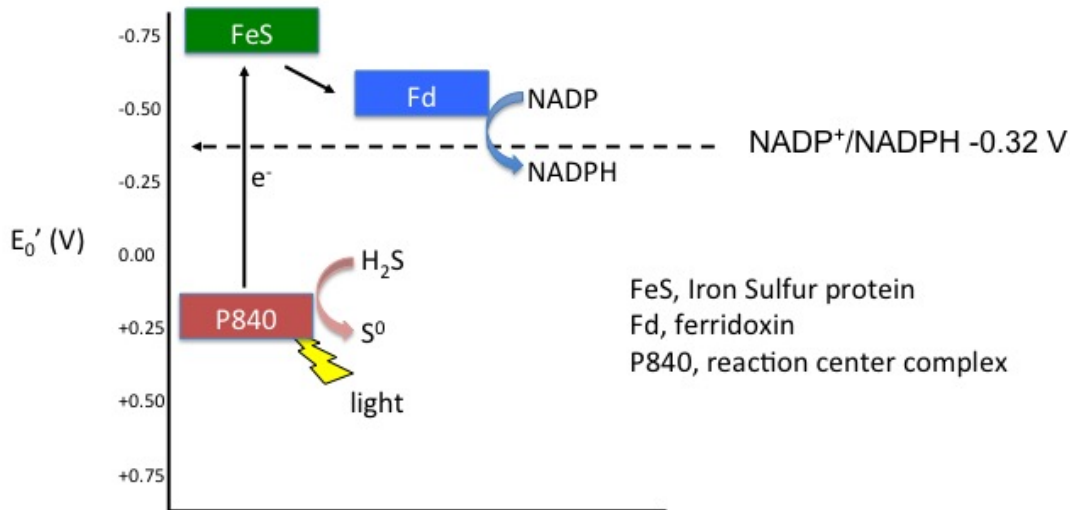 -0.75
FeS
-0.50
Fd
NADP
NADP⁺/NADPH -0.32 V
-0.25
e⁻
NADPH
E₀’ (V)
0.00
H₂S
P840
+0.25
S⁰
light
+0.50
+0.75
FeS, Iron Sulfur protein
Fd, ferridoxin
P840, reaction center complex